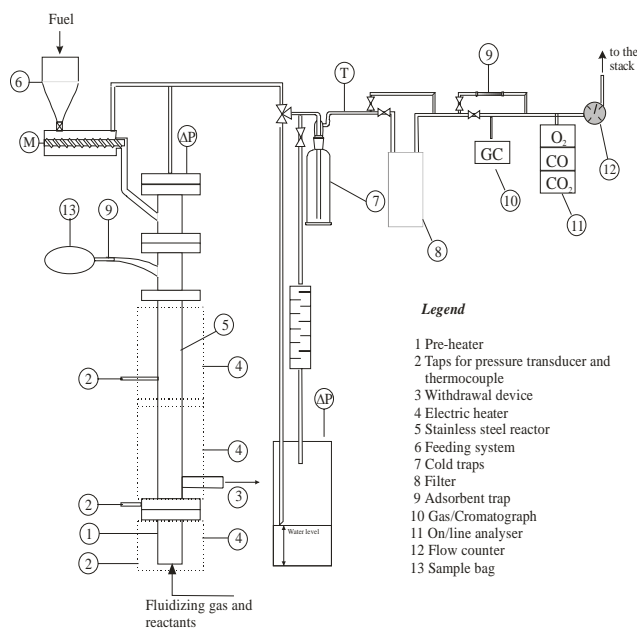 Fuel
to the
stack
6
9
T
M
ΔP
O2
CO
CO2
GC
12
10
11
7
8
13
9
5
2
4
ΔP
4
3
2
1
4
2
Water level
Fluidizing gas and
reactants
Legend
1 Pre-heater
2 Taps for pressure transducer and
thermocouple
3 Withdrawal device
4 Electric heater
5 Stainless steel reactor
6 Feeding system
7 Cold traps
8 Filter
9 Adsorbent trap
10 Gas/Cromatograph
11 On/line analyser
12 Flow counter
13 Sample bag